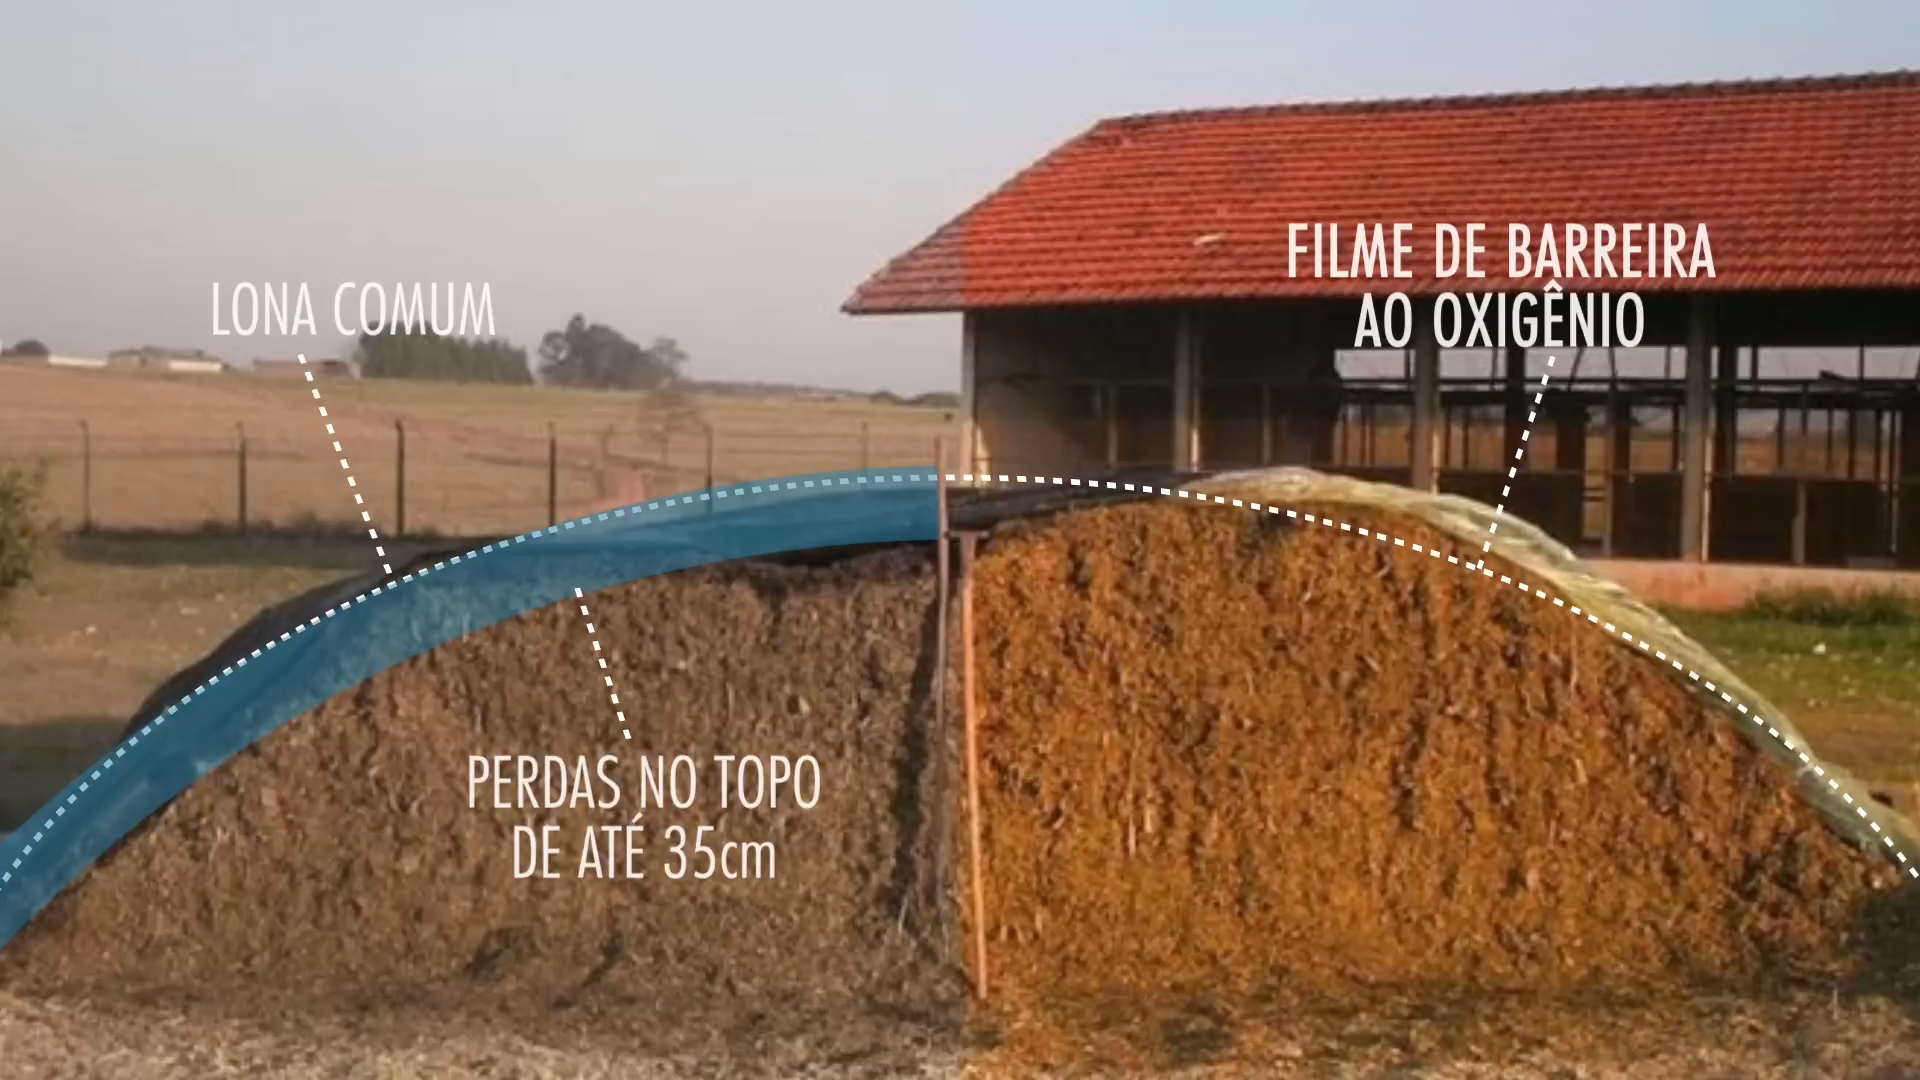 LONA COMUM
FILME DE BARREIRA
AO OXIGÊNIO
PERDAS NO TOPO
DE ATÉ 35cm